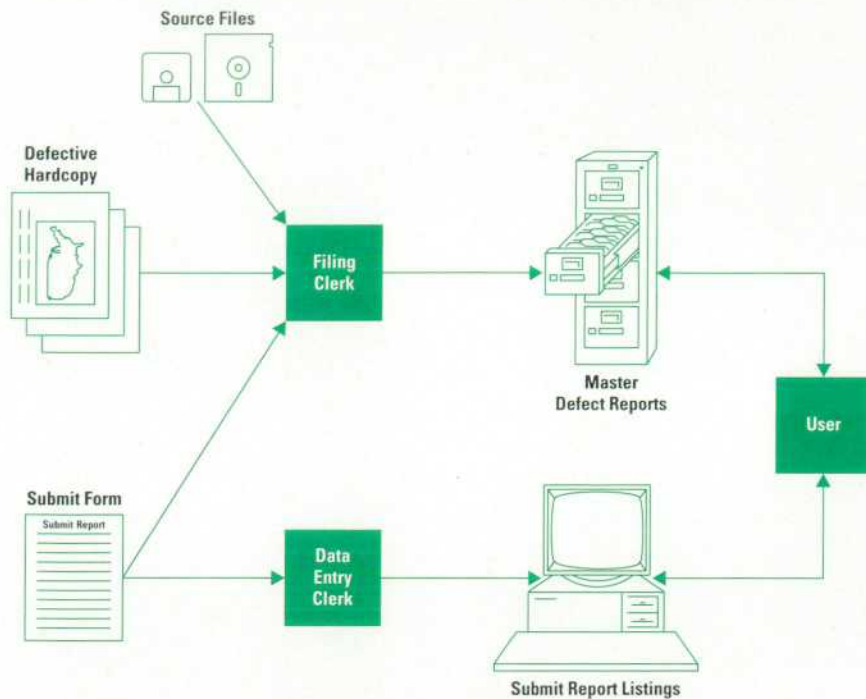 Source Files
Defective
Hardcopy
Filing
Clerk
Master
Defect Reports
User
Submit Form
Submit Report
Data
Entry
Clerk
Submit Report Listings